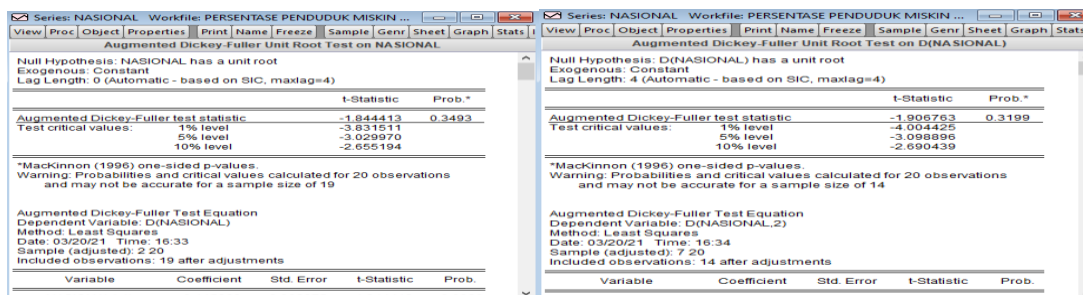 Series: NASIONAL Workfile: PERSENTASE PENDUDUK MISKIN ...
View Proc Object Properties Print Name Freeze Sample Genr Sheet Graph Stats
Augmented Dickey-Fuller Unit Root Test on NASIONAL
Null Hypothesis: NASIONAL has a unit root
Exogenous: Constant
Lag Length: 0 (Automatic - based on SIC, maxlag=4)
t-Statistic Prob.*
Augmented Dickey-Fuller test statistic -1.844413 0.3493
Test critical values: 1% level -3.831511
5% level -3.029970
10% level -2.655194
*MacKinnon (1996) one-sided p-values.
Warning: Probabilities and critical values calculated for 20 observations
and may not be accurate for a sample size of 19
Augmented Dickey-Fuller Test Equation
Dependent Variable: D(NASIONAL)
Method: Least Squares
Date: 03/20/21 Time: 16:33
Sample (adjusted): 2 20
Included observations: 19 after adjustments
Variable Coefficient Std. Error t-Statistic Prob.
Series: NASIONAL Workfile: PERSENTASE PENDUDUK MISKIN ...
View Proc Object Properties Print Name Freeze Sample Genr Sheet Graph Stats
Augmented Dickey-Fuller Unit Root Test on D(NASIONAL)
Null Hypothesis: D(NASIONAL) has a unit root
Exogenous: Constant
Lag Length: 4 (Automatic - based on SIC, maxlag=4)
t-Statistic Prob.*
Augmented Dickey-Fuller test statistic -1.906763 0.3199
Test critical values: 1% level -4.004425
5% level -3.098896
10% level -2.690439
*MacKinnon (1996) one-sided p-values.
Warning: Probabilities and critical values calculated for 20 observations
and may not be accurate for a sample size of 14
Augmented Dickey-Fuller Test Equation
Dependent Variable: D(NASIONAL,2)
Method: Least Squares
Date: 03/20/21 Time: 16:34
Sample (adjusted): 7 20
Included observations: 14 after adjustments
Variable Coefficient Std. Error t-Statistic Prob.